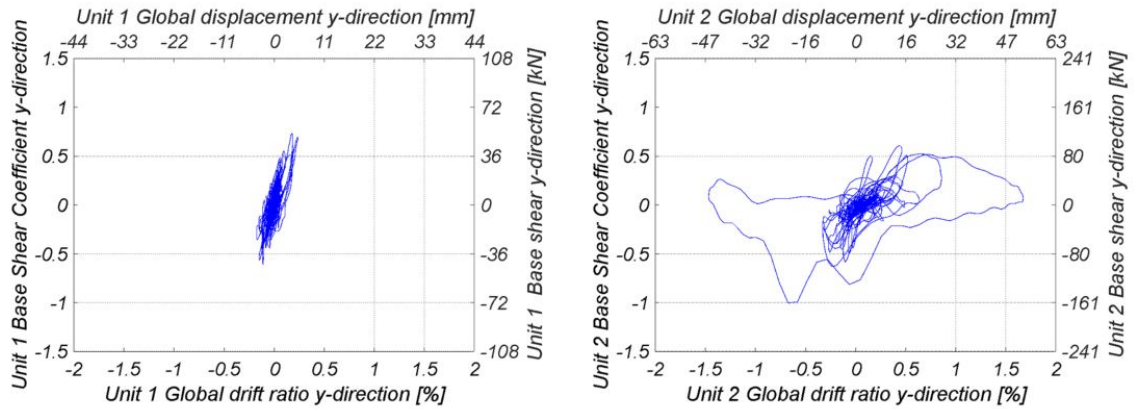 Unit 1 Global displacement y-direction [mm]
-44 -33 -22 -11 0 5 11 22 33 44
Unit 1 Base Shear Coefficient y-direction
1.5
1
0.5
0
-0.5
-1
-1.5
108
72
36
0
-36
-72
-108
Unit 1 Base shear y-direction [kN]
-2 -1.5 -1 -0.5 0 0.5 1 1.5 2
Unit 1 Global drift ratio y-direction [%]
Unit 2 Global displacement y-direction [mm]
-63 -47 -32 -16 0 16 32 47 63
Unit 2 Base Shear Coefficient y-direction
1.5
1
0.5
0
-0.5
-1
-1.5
241
161
80
0
-80
-161
-241
Unit 2 Base shear y-direction [kN]
-2 -1.5 -1 -0.5 0 0.5 1 1.5 2
Unit 2 Global drift ratio y-direction [%]